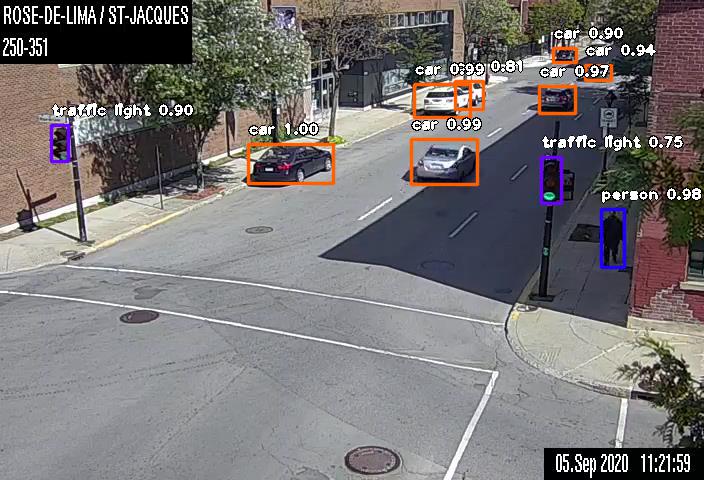 ROSE-DE-LIMA / ST-JACQUES
250-351
car 0.90
car 0.94
car 0.99
0.81
car 0.97
traffic light 0.90
car 1.00
car 0.99
traffic light 0.75
person 0.98
05.Sep 2020 11:21:59